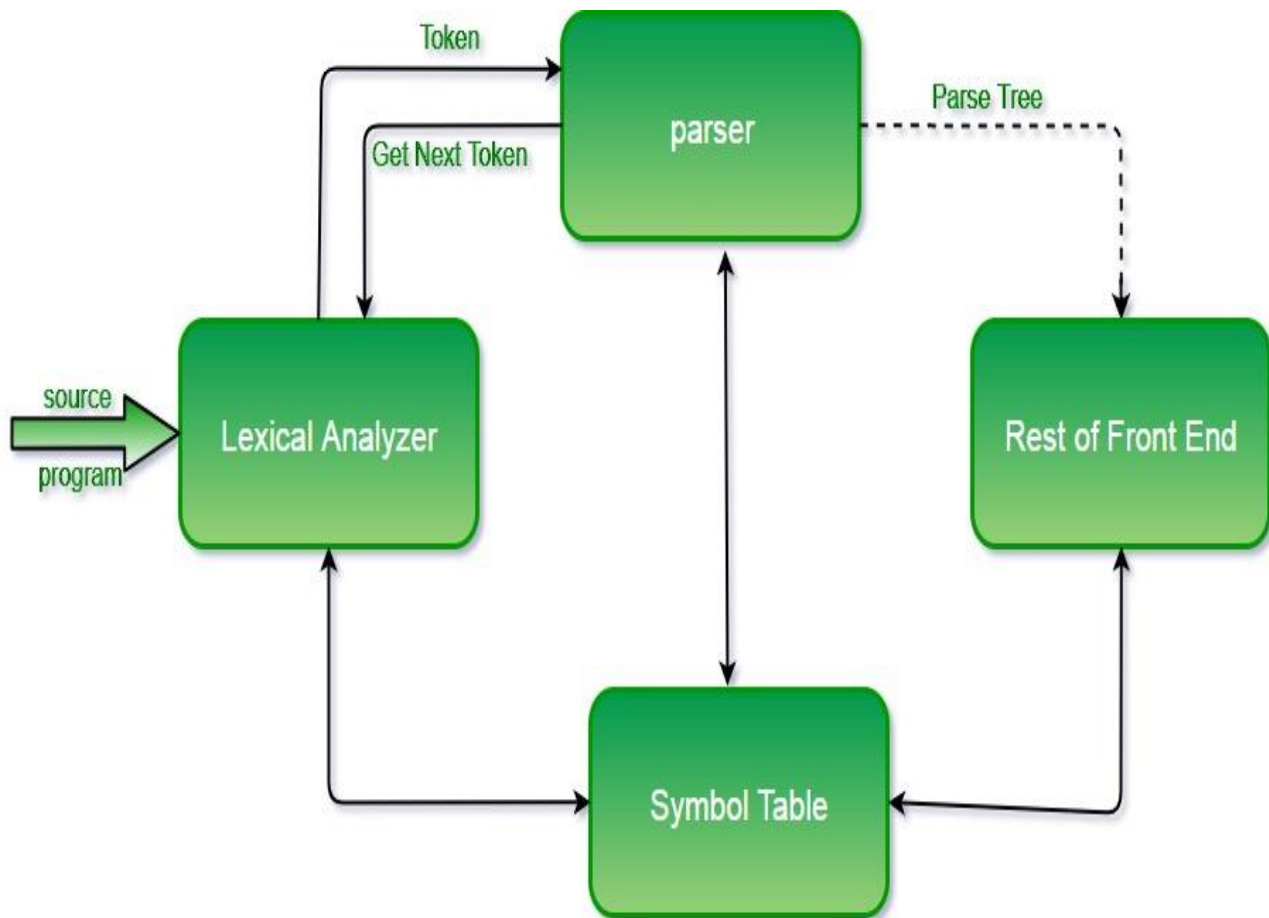 Token
parser
Parse Tree
Get Next Token
source
program
Lexical Analyzer
Rest of Front End
Symbol Table